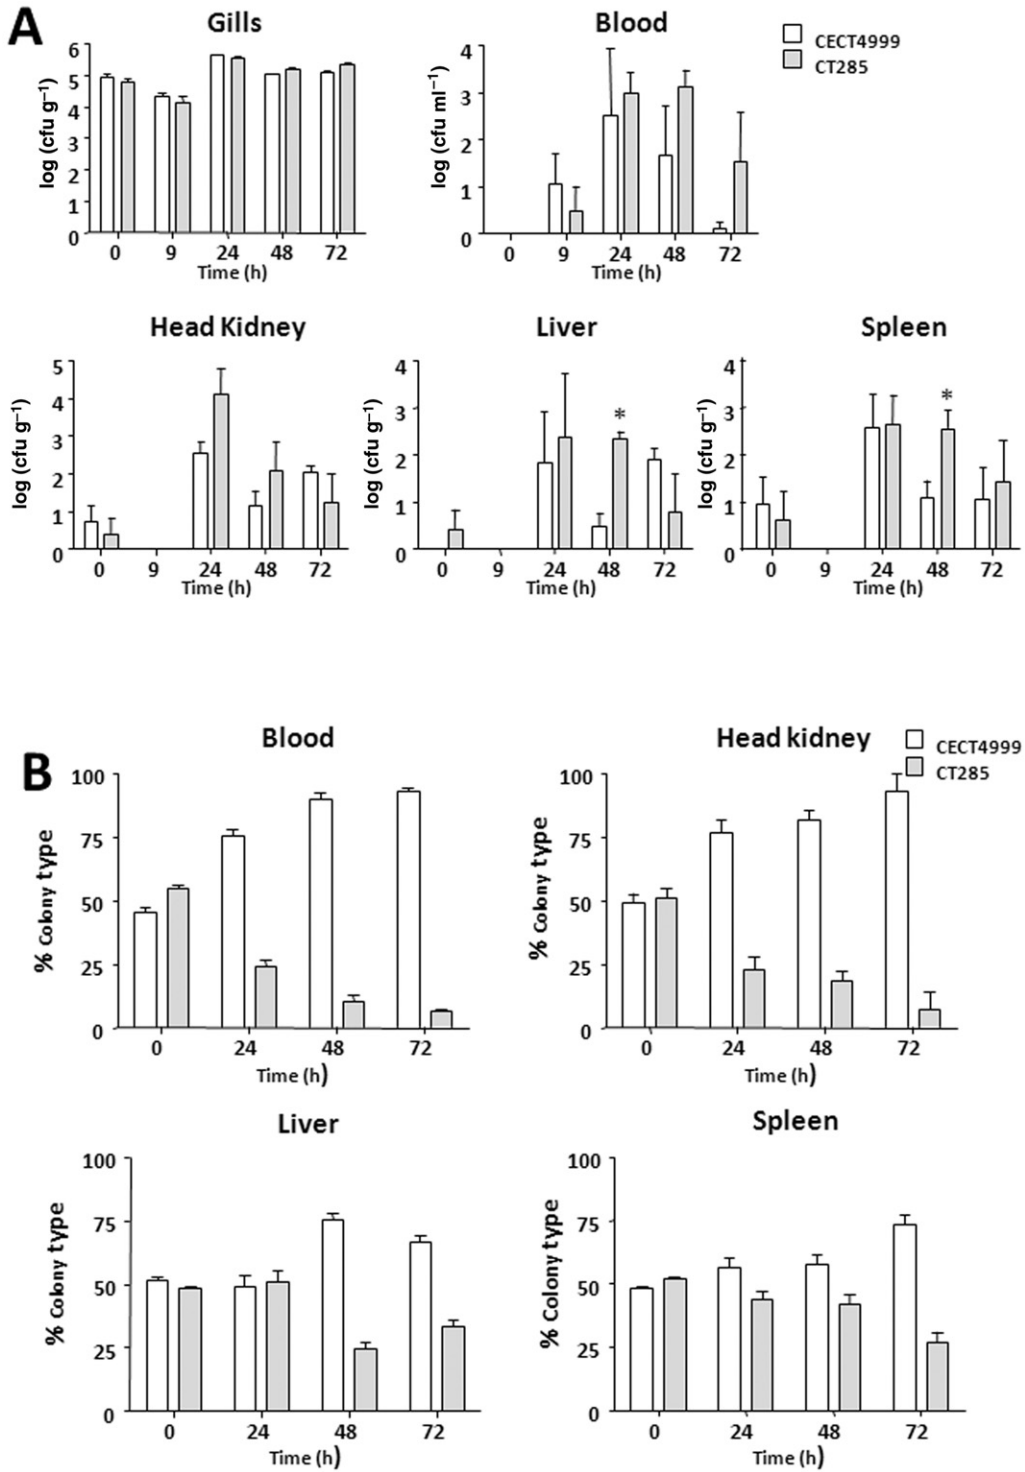 A
Gills
log (cfu g⁻¹)
6
5
4
3
2
1
0
0 9 24 48 72
Time (h)
Blood
log (cfu ml⁻¹)
4
3
2
1
0
0 9 24 48 72
Time (h)
CECT4999
CT285
Head Kidney
log (cfu g⁻¹)
5
4
3
2
1
0
0 9 24 48 72
Time (h)
Liver
log (cfu g⁻¹)
4
3
2
1
0
*
0 9 24 48 72
Time (h)
Spleen
log (cfu g⁻¹)
4
3
2
1
0
*
0 9 24 48 72
Time (h)
B
Blood
% Colony type
100
75
50
25
0
0 24 48 72
Time (h)
Head kidney
% Colony type
100
75
50
25
0
0 24 48 72
Time (h)
CECT4999
CT285
Liver
% Colony type
100
75
50
25
0
0 24 48 72
Time (h)
Spleen
% Colony type
100
75
50
25
0
0 24 48 72
Time (h)